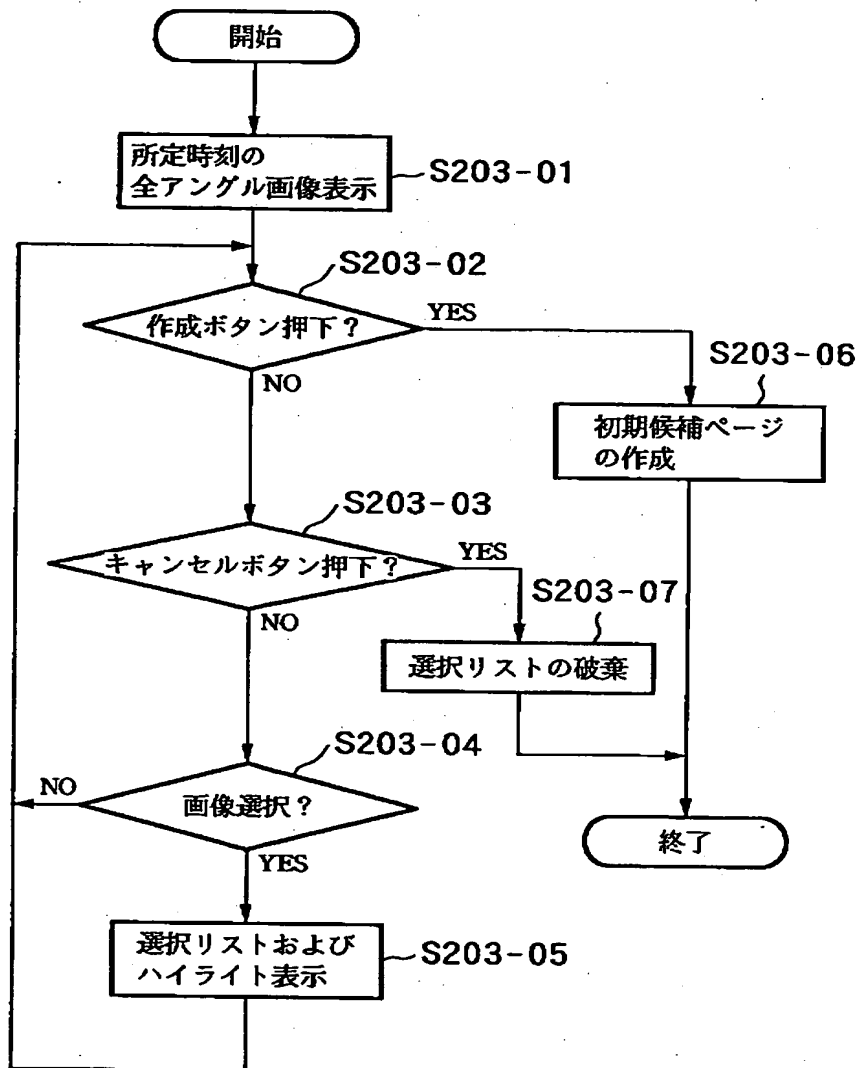 開始
所定時刻の
全アングル画像表示
S203-01
S203-02
作成ボタン押下？
YES
NO
S203-06
初期候補ページ
の作成
S203-03
キャンセルボタン押下？
YES
NO
S203-07
選択リストの破棄
S203-04
画像選択？
NO
YES
終了
選択リストおよび
ハイライト表示
S203-05